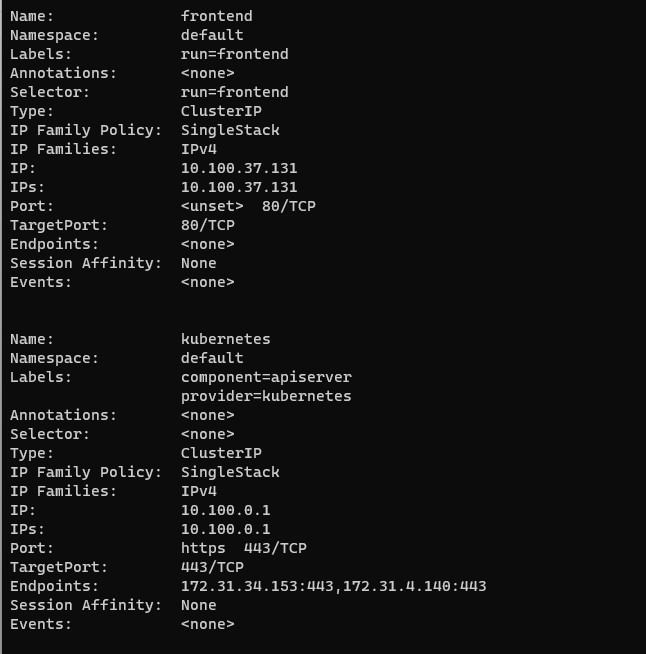 Name:              frontend
Namespace:         default
Labels:            run=frontend
Annotations:       <none>
Selector:          run=frontend
Type:              ClusterIP
IP Family Policy:  SingleStack
IP Families:       IPv4
IP:                10.100.37.131
IPs:               10.100.37.131
Port:              <unset>  80/TCP
TargetPort:        80/TCP
Endpoints:         <none>
Session Affinity:  None
Events:            <none>
Name:              kubernetes
Namespace:         default
Labels:            component=apiserver
                   provider=kubernetes
Annotations:       <none>
Selector:          <none>
Type:              ClusterIP
IP Family Policy:  SingleStack
IP Families:       IPv4
IP:                10.100.0.1
IPs:               10.100.0.1
Port:              https  443/TCP
TargetPort:        443/TCP
Endpoints:         172.31.34.153:443,172.31.4.140:443
Session Affinity:  None
Events:            <none>